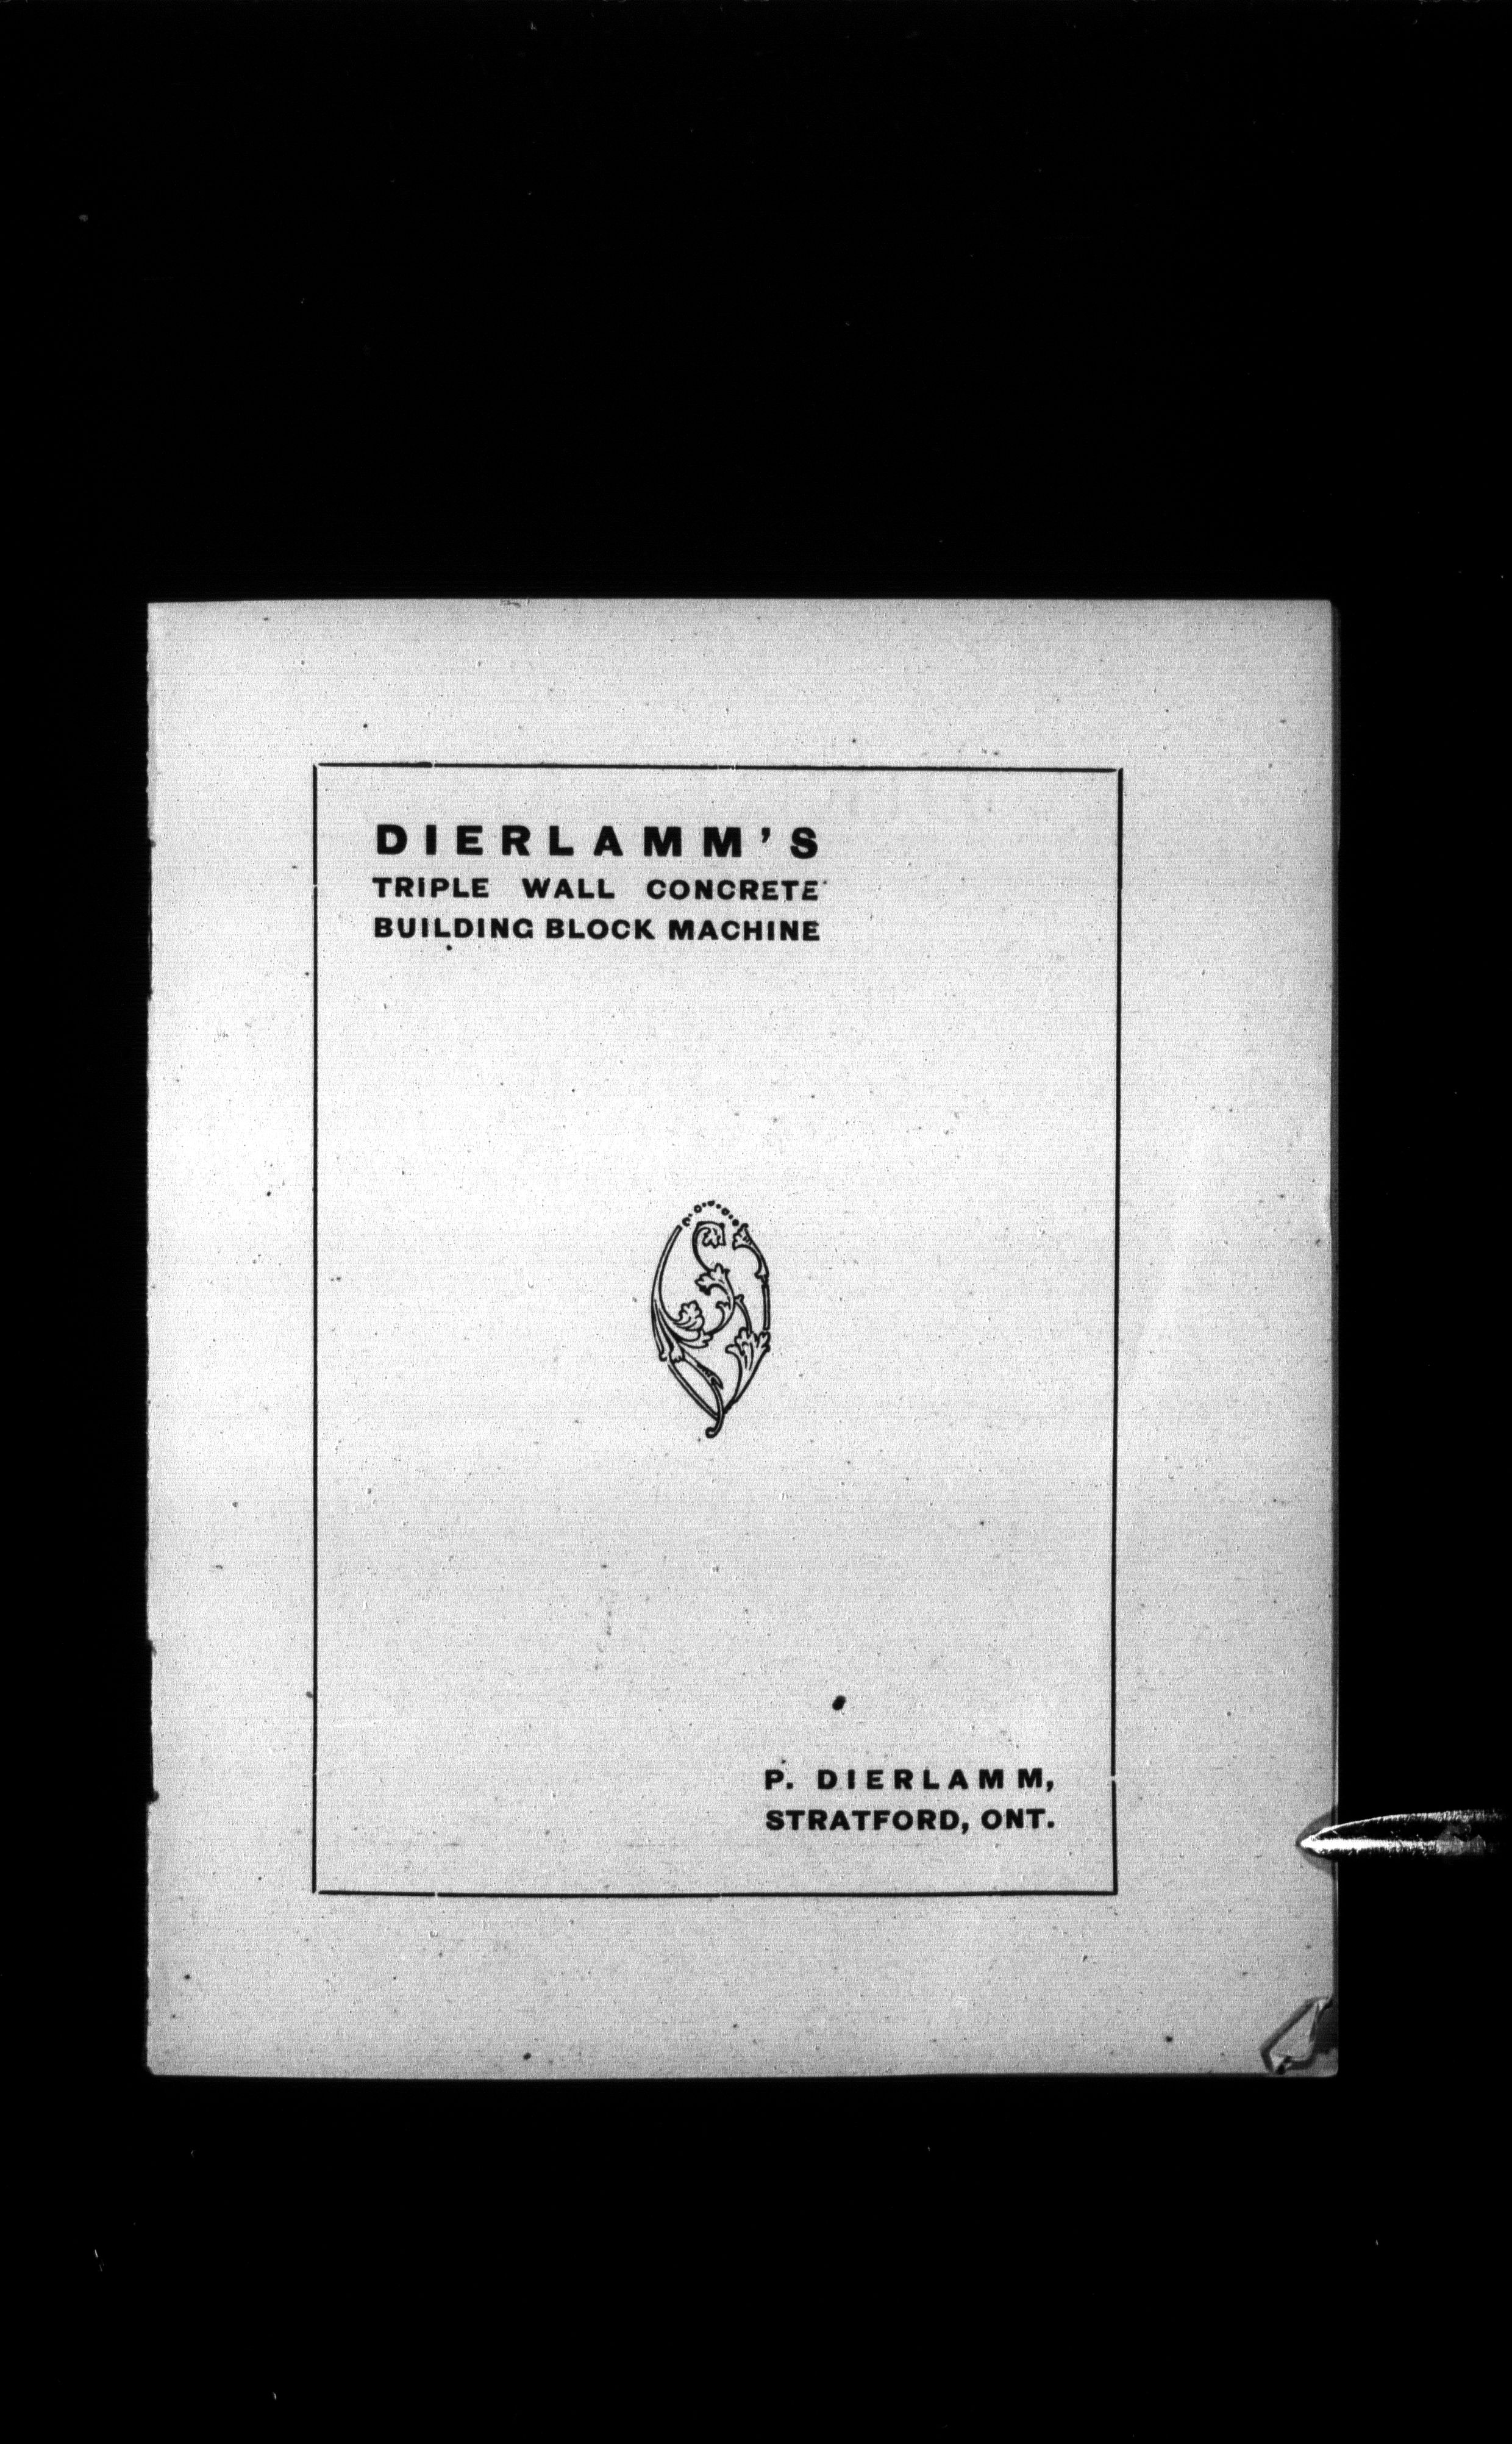 DIERLAMM'S
TRIPLE WALL CONCRETE
BUILDING BLOCK MACHINE
P. DIERLAMM,
STRATFORD, ONT.